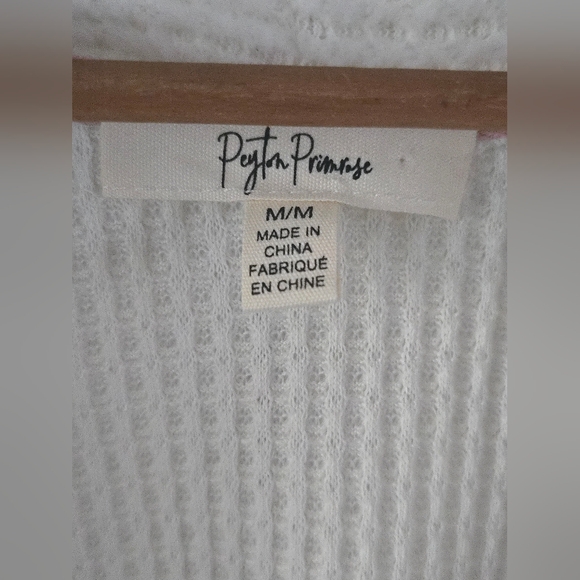 Peyton Primrose
M/M
MADE IN
CHINA
FABRIQUÉ
EN CHINE